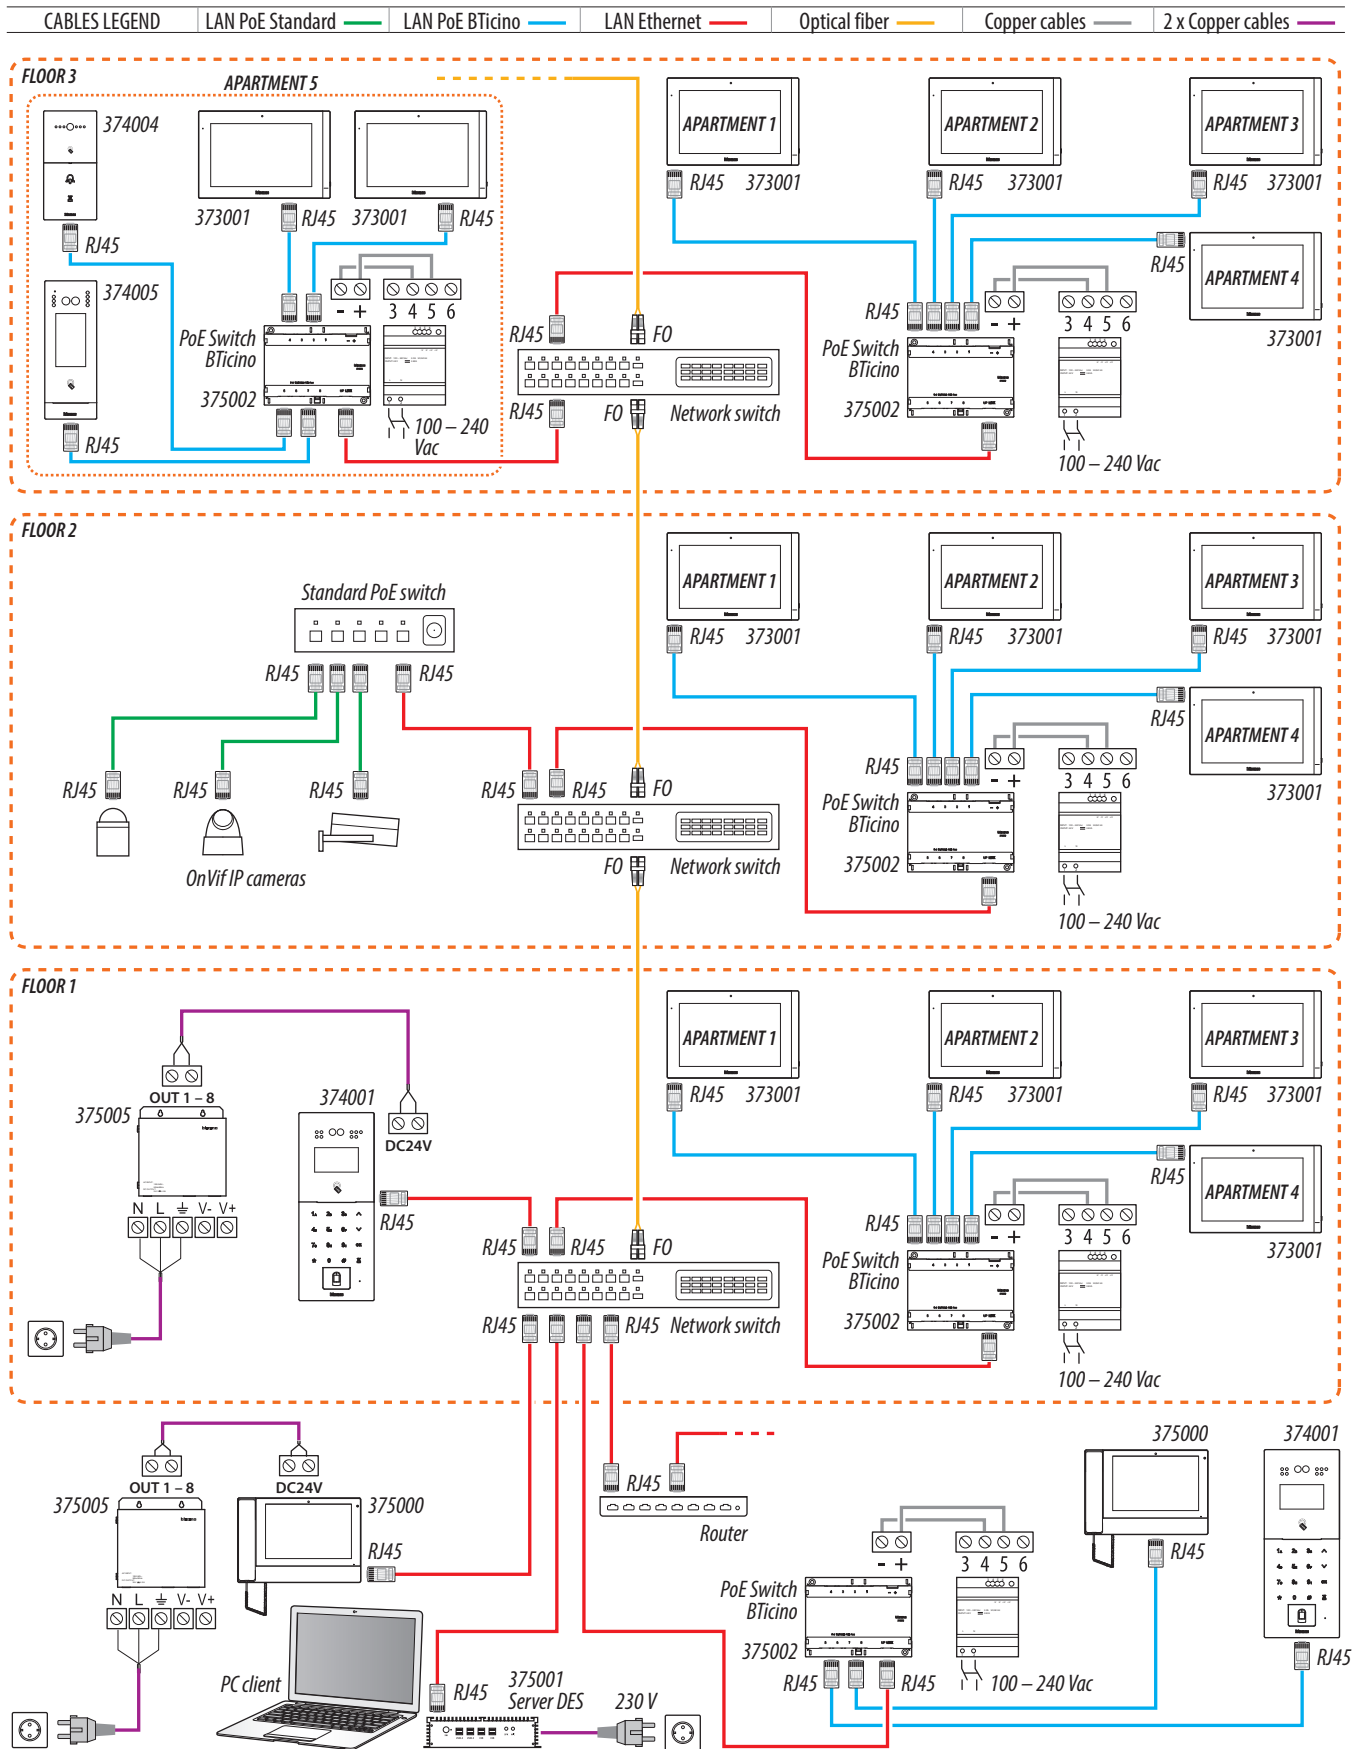 CABLES LEGEND LAN PoE Standard LAN PoE BTicino LAN Ethernet Optical fiber Copper cables 2 x Copper cables
FLOOR 3
APARTMENT 5
374004
RJ45
374005
RJ45
373001
RJ45
373001
RJ45
- + 3 4 5 6
PoE Switch
BTicino
375002
100 – 240
Vac
RJ45
FO
RJ45
FO
Network switch
APARTMENT 1
RJ45 373001
APARTMENT 2
RJ45 373001
APARTMENT 3
RJ45 373001
RJ45
APARTMENT 4
373001
RJ45
- + 3 4 5 6
PoE Switch
BTicino
375002
100 – 240 Vac
FLOOR 2
Standard PoE switch
RJ45
RJ45
RJ45
RJ45
RJ45
OnVif IP cameras
RJ45
RJ45
FO
FO
Network switch
APARTMENT 1
RJ45 373001
APARTMENT 2
RJ45 373001
APARTMENT 3
RJ45 373001
RJ45
APARTMENT 4
373001
RJ45
- + 3 4 5 6
PoE Switch
BTicino
375002
100 – 240 Vac
FLOOR 1
OUT 1 – 8
375005
N L V- V+
374001
DC24V
RJ45
RJ45
RJ45
FO
RJ45
RJ45
Network switch
APARTMENT 1
RJ45 373001
APARTMENT 2
RJ45 373001
APARTMENT 3
RJ45 373001
RJ45
APARTMENT 4
373001
RJ45
- + 3 4 5 6
PoE Switch
BTicino
375002
100 – 240 Vac
OUT 1 – 8
375005
N L V- V+
DC24V
375000
RJ45
RJ45
Router
PC client
RJ45
375001
Server DES
230 V
- + 3 4 5 6
PoE Switch
BTicino
375002
RJ45
RJ45
100 – 240 Vac
375000
RJ45
374001
RJ45